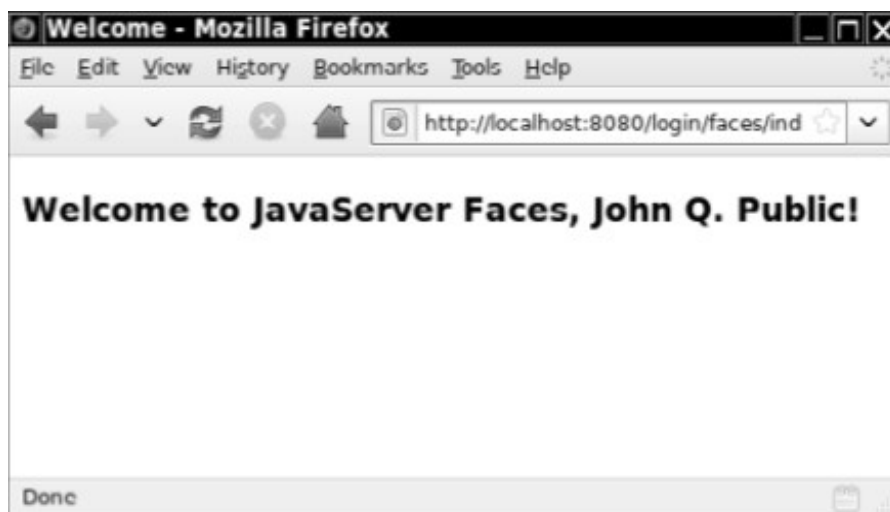 Welcome - Mozilla Firefox
File Edit View History Bookmarks Tools Help
http://localhost:8080/login/faces/ind
Welcome to JavaServer Faces, John Q. Public!
Done